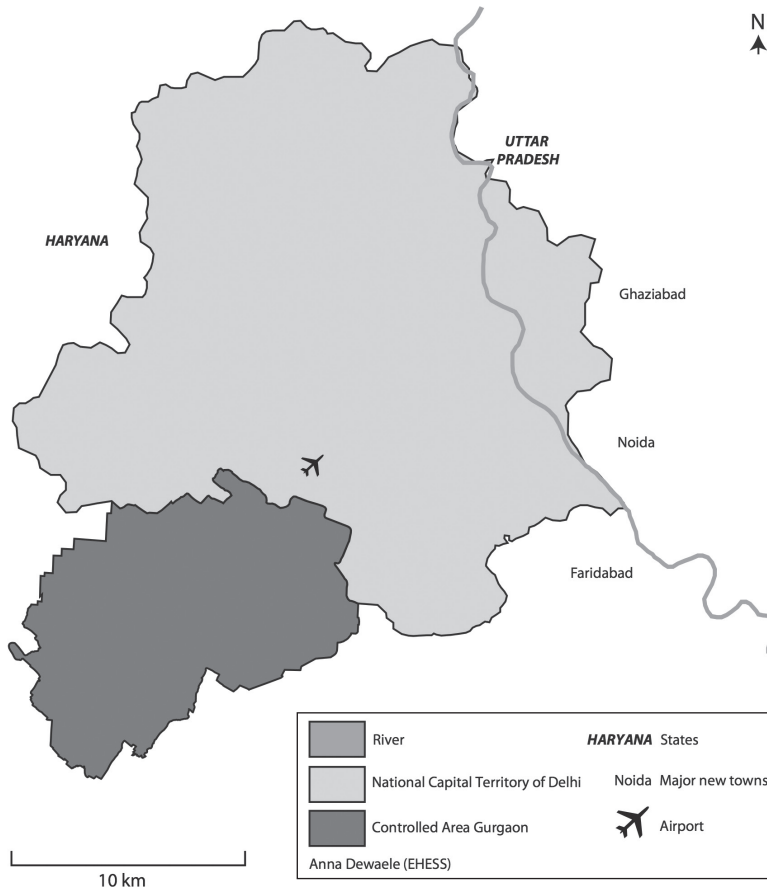 N
UTTAR
PRADESH
HARYANA
Ghaziabad
Noida
Faridabad
River
HARYANA States
National Capital Territory of Delhi
Noida Major new towns
Controlled Area Gurgaon
Airport
Anna Dewaele (EHESS)
10 km